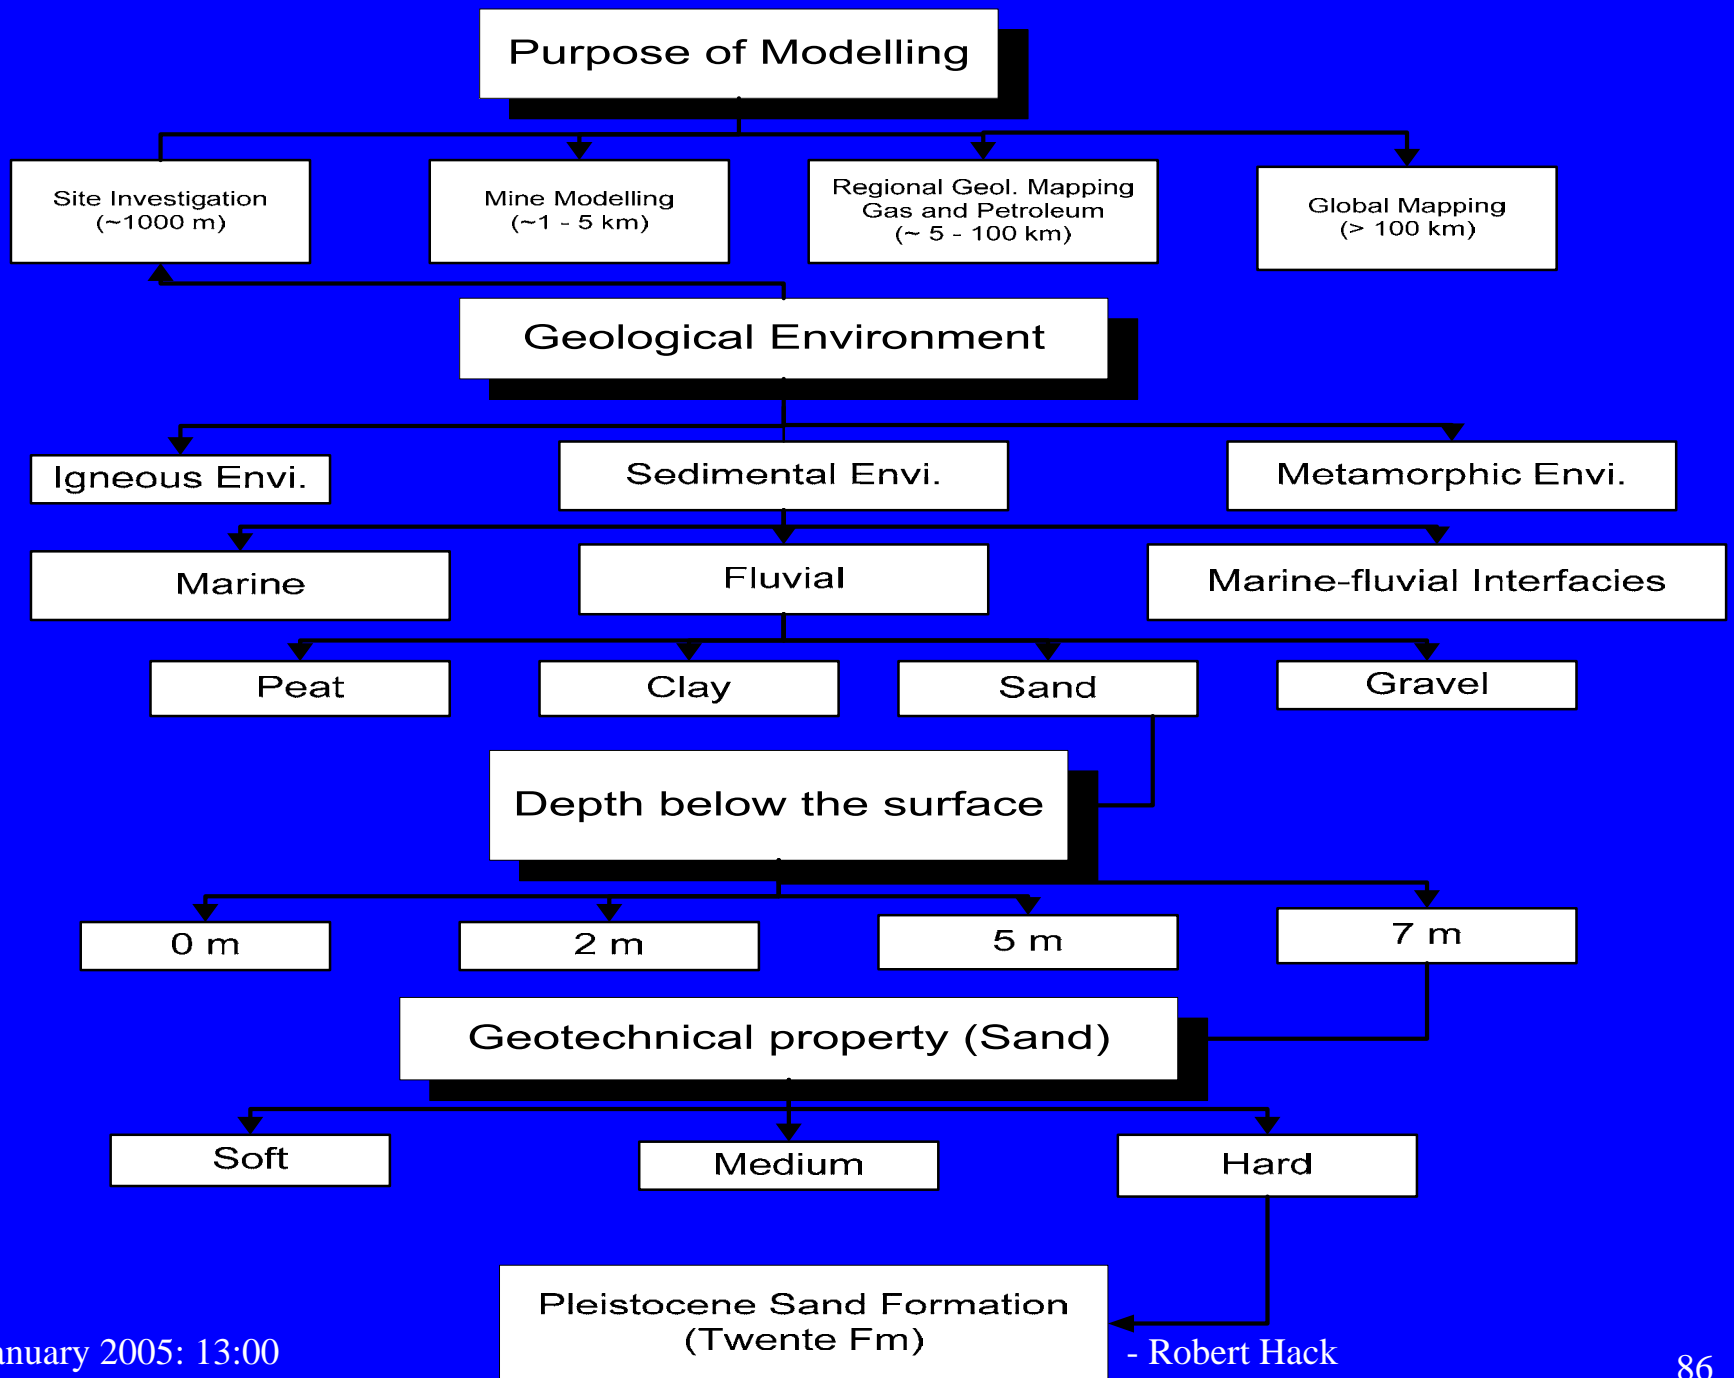 Purpose of Modelling
Site Investigation
(~1000 m)
Mine Modelling
(~1 - 5 km)
Regional Geol. Mapping
Gas and Petroleum
(~ 5 - 100 km)
Global Mapping
(> 100 km)
Geological Environment
Igneous Envi.
Sedimental Envi.
Metamorphic Envi.
Marine
Fluvial
Marine-fluvial Interfacies
Peat
Clay
Sand
Gravel
Depth below the surface
0 m
2 m
5 m
7 m
Geotechnical property (Sand)
Soft
Medium
Hard
Pleistocene Sand Formation
(Twente Fm)
anuary 2005: 13:00
- Robert Hack
86